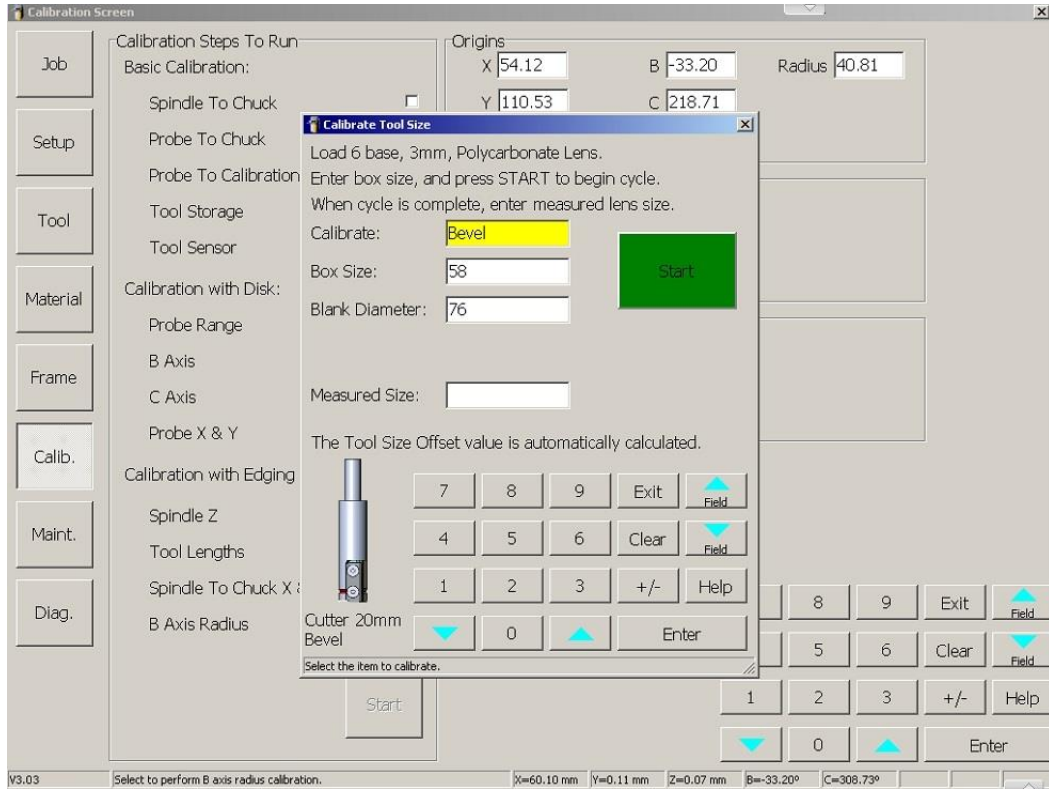 Calibration Screen
Job
Setup
Tool
Material
Frame
Calib.
Maint.
Diag.
Calibration Steps To Run
Basic Calibration:
Spindle To Chuck
Probe To Chuck
Probe To Calibration
Tool Storage
Tool Sensor
Calibration with Disk:
Probe Range
B Axis
C Axis
Probe X & Y
Calibration with Edging
Spindle Z
Tool Lengths
Spindle To Chuck X
B Axis Radius
Start
Origins
X 54.12 B -33.20 Radius 40.81
Y 110.53 C 218.71
Calibrate Tool Size
Load 6 base, 3mm, Polycarbonate Lens.
Enter box size, and press START to begin cycle.
When cycle is complete, enter measured lens size.
Calibrate: Bevel
Box Size: 58
Blank Diameter: 76
Start
Measured Size:
The Tool Size Offset value is automatically calculated.
7 8 9 Exit Field
4 5 6 Clear Field
1 2 3 +/- Help
0 Enter
Cutter 20mm
Bevel
Select the item to calibrate.
8 9 Exit Field
5 6 Clear Field
1 2 3 +/- Help
0 Enter
V3.03 Select to perform B axis radius calibration. X=60.10 mm Y=0.11 mm Z=0.07 mm B=-33.20º C=308.73º